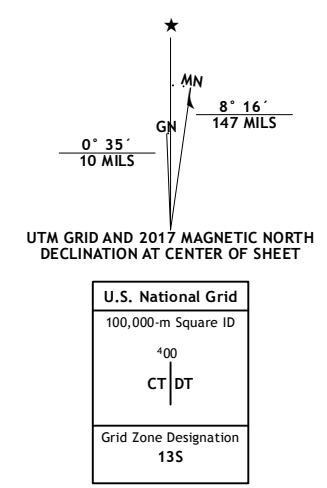 ★
MN
8° 16´
147 MILS
GN
0° 35´
10 MILS
UTM GRID AND 2017 MAGNETIC NORTH
DECLINATION AT CENTER OF SHEET
U.S. National Grid
100,000-m Square ID
⁴00
CT DT
Grid Zone Designation
13S